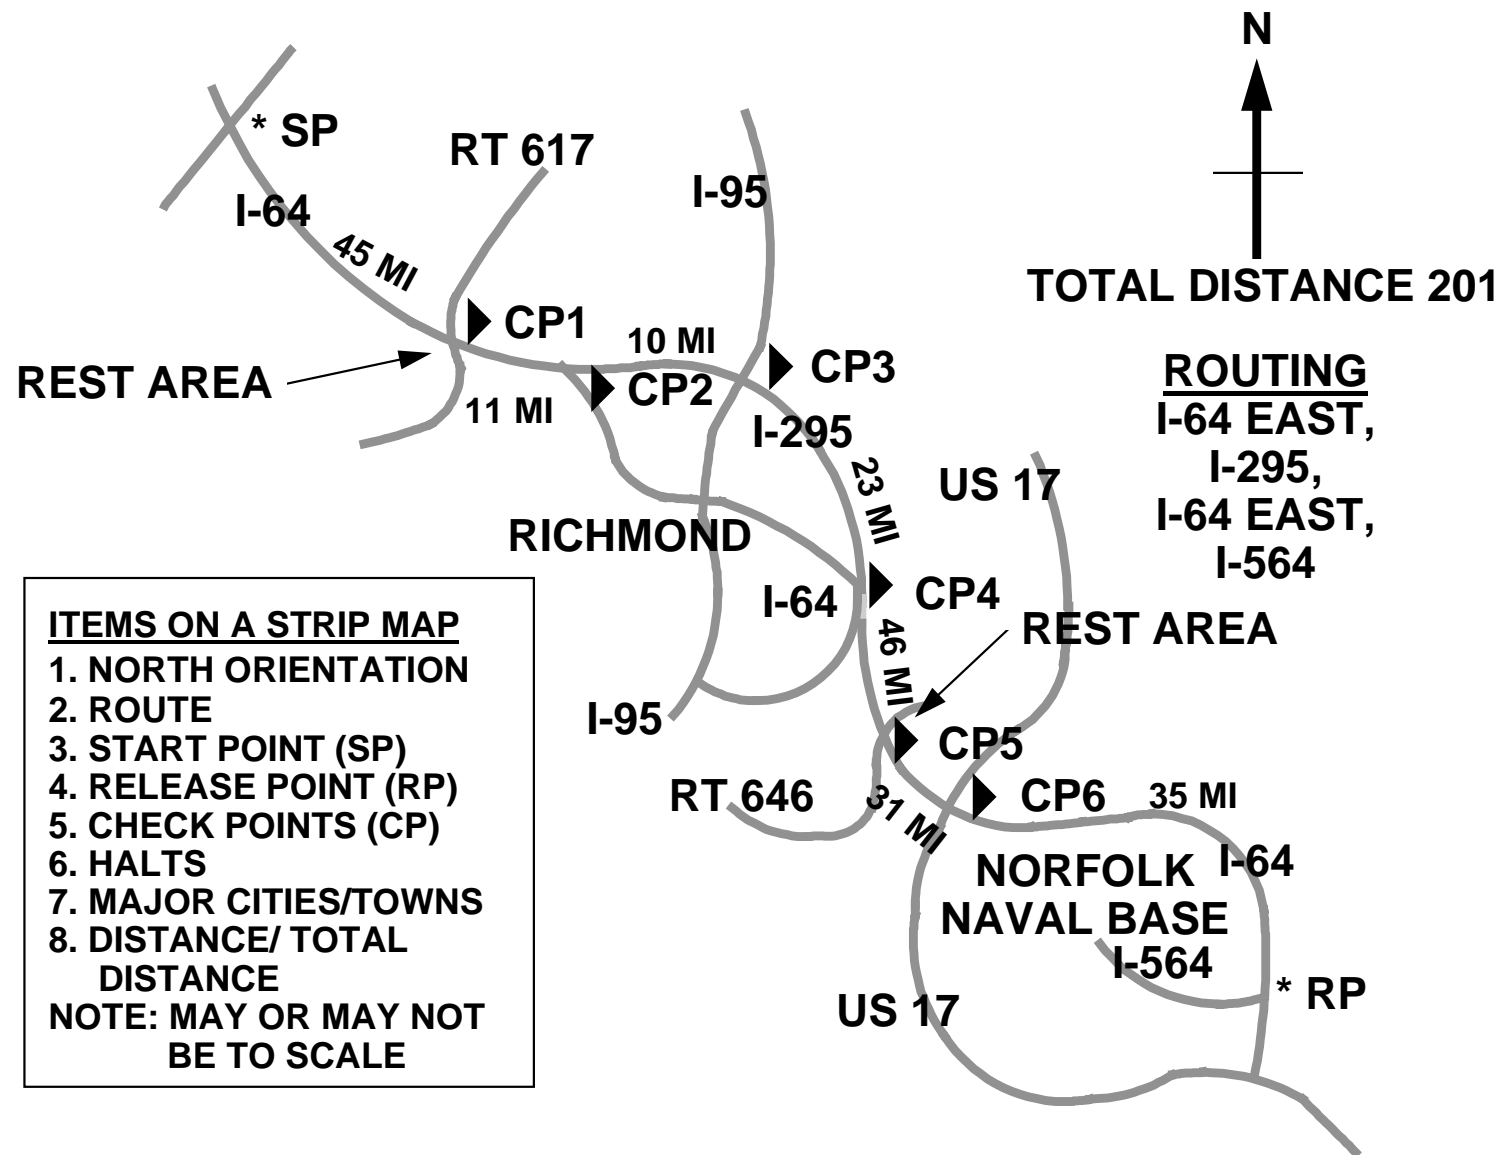 N
* SP
RT 617
I-95
I-64
45 MI
TOTAL DISTANCE 201
CP1
10 MI
CP3
REST AREA
CP2
11 MI
ROUTING
I-64 EAST,
I-295,
I-64 EAST,
I-564
I-295
23 MI
US 17
RICHMOND
I-64
CP4
46 MI
REST AREA
ITEMS ON A STRIP MAP
1. NORTH ORIENTATION
2. ROUTE
3. START POINT (SP)
4. RELEASE POINT (RP)
5. CHECK POINTS (CP)
6. HALTS
7. MAJOR CITIES/TOWNS
8. DISTANCE/ TOTAL
DISTANCE
NOTE: MAY OR MAY NOT
BE TO SCALE
I-95
CP5
RT 646
31 MI
CP6
35 MI
I-64
NORFOLK
NAVAL BASE
I-564
* RP
US 17